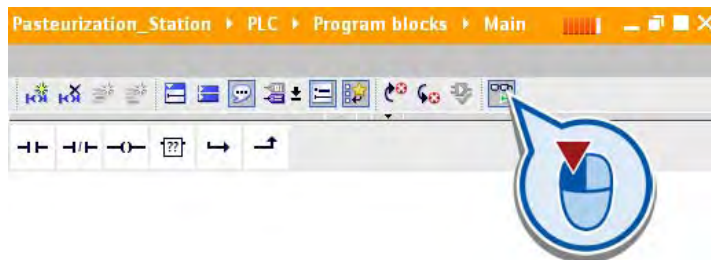 Pasteurization_Station ▸ PLC ▸ Program blocks ▸ Main
??